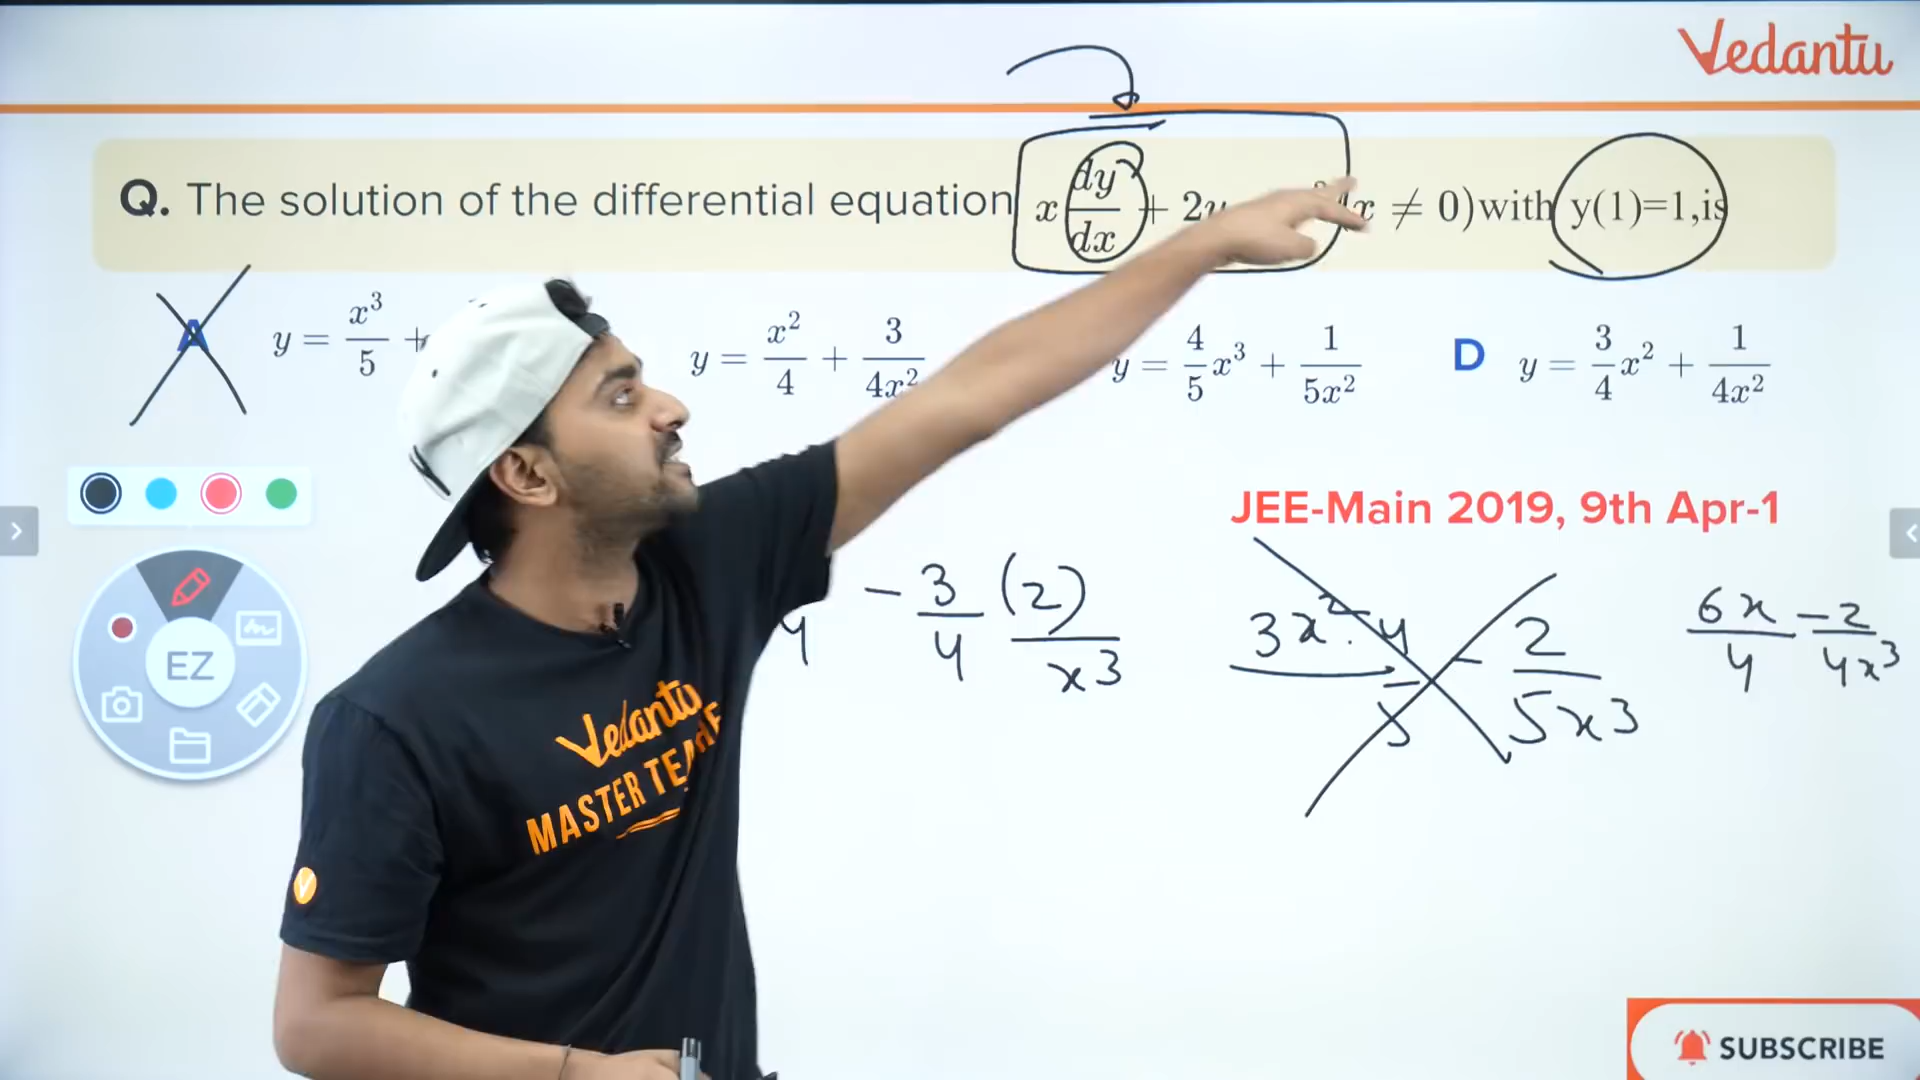 Vedantu
Q. The solution of the differential equation x dy/dx + 2y x ≠ 0) with y(1)=1,is
A y = x³/5 +
y = x²/4 + 3/4x²
y = 4/5 x³ + 1/5x²
D y = 3/4 x² + 1/4x²
JEE-Main 2019, 9th Apr-1
4 - 3/4 (2)/x3
3x². 4/5 - 2/5x3
6x/4 - 2/4x3
EZ
Vedantu
MASTER TEA
V
SUBSCRIBE